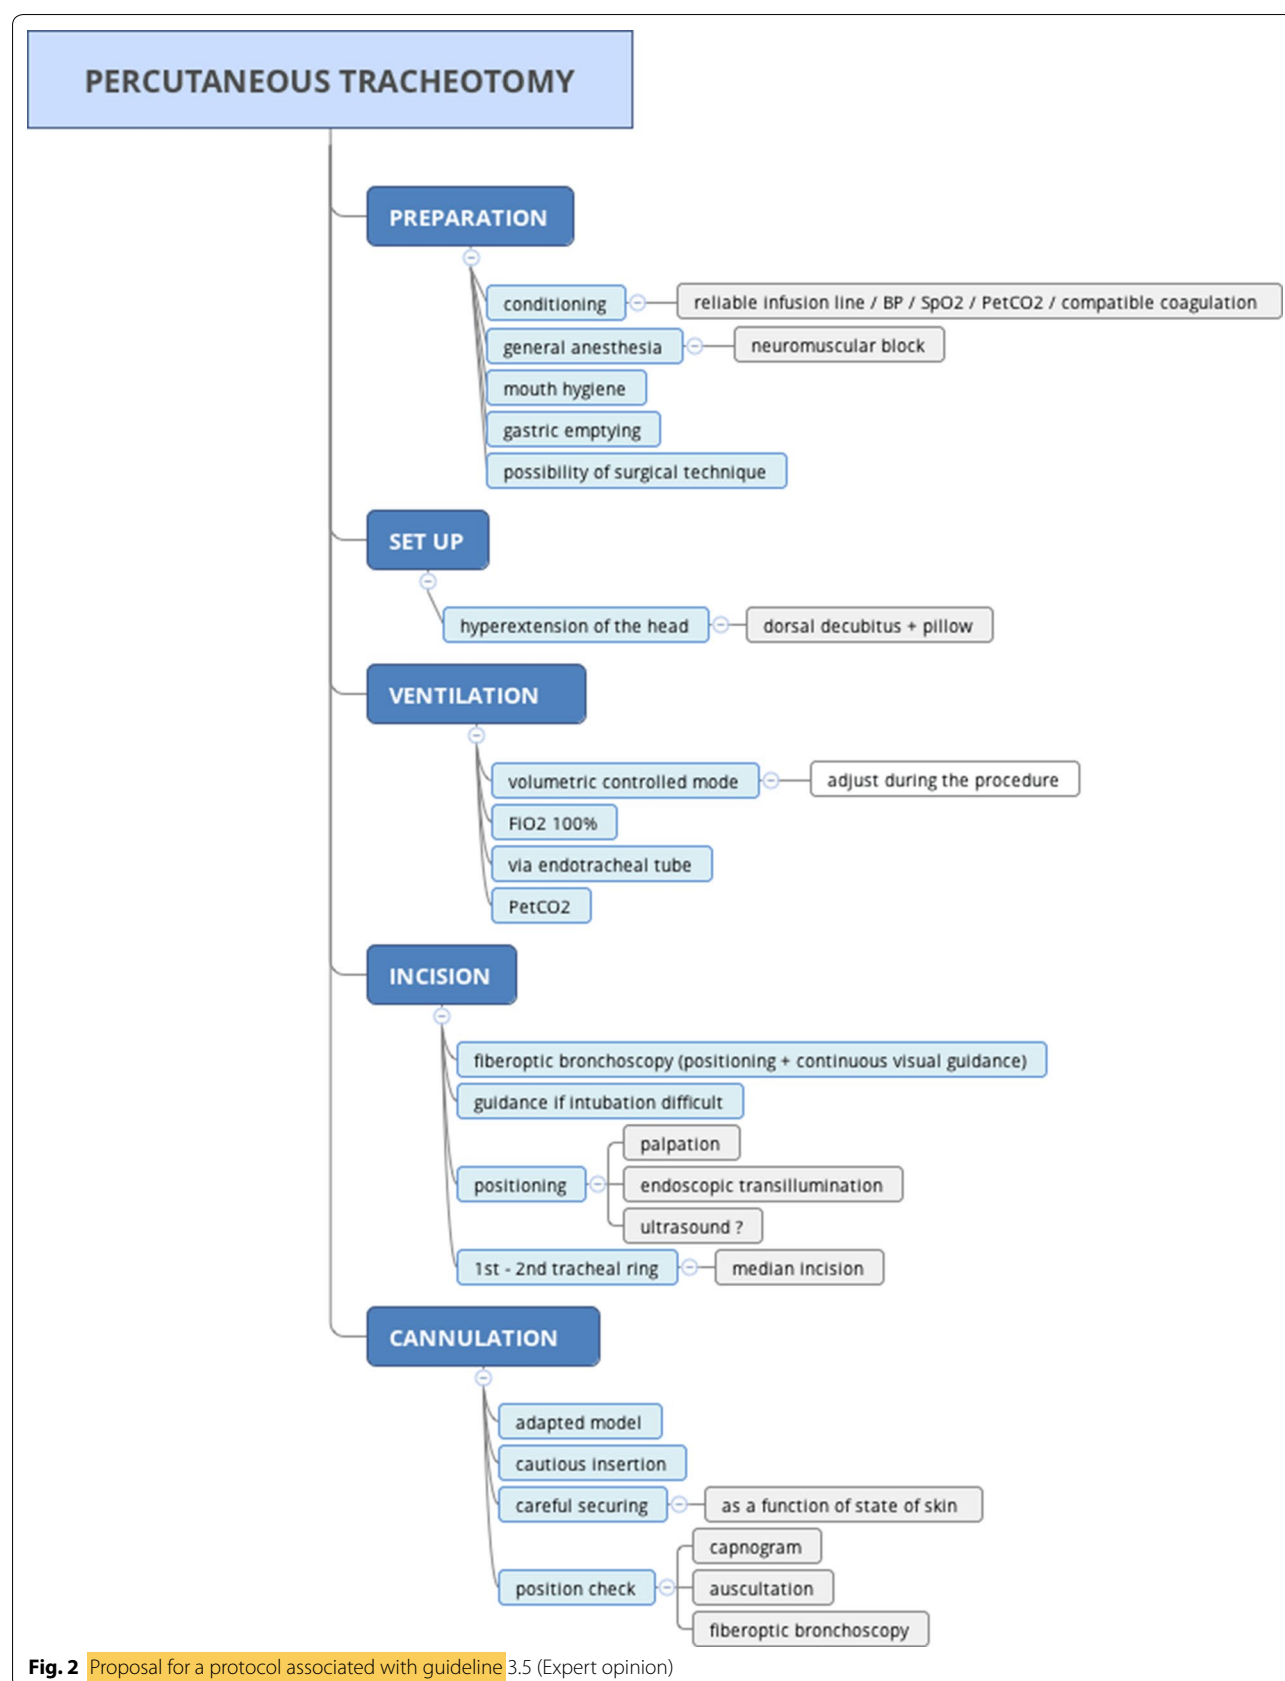 PERCUTANEOUS TRACHEOTOMY
PREPARATION
conditioning
reliable infusion line / BP / SpO2 / PetCO2 / compatible coagulation
general anesthesia
neuromuscular block
mouth hygiene
gastric emptying
possibility of surgical technique
SET UP
hyperextension of the head
dorsal decubitus + pillow
VENTILATION
volumetric controlled mode
adjust during the procedure
FiO2 100%
via endotracheal tube
PetCO2
INCISION
fiberoptic bronchoscopy (positioning + continuous visual guidance)
guidance if intubation difficult
positioning
palpation
endoscopic transillumination
ultrasound ?
1st - 2nd tracheal ring
median incision
CANNULATION
adapted model
cautious insertion
careful securing
as a function of state of skin
position check
capnogram
auscultation
fiberoptic bronchoscopy
Fig. 2 Proposal for a protocol associated with guideline 3.5 (Expert opinion)